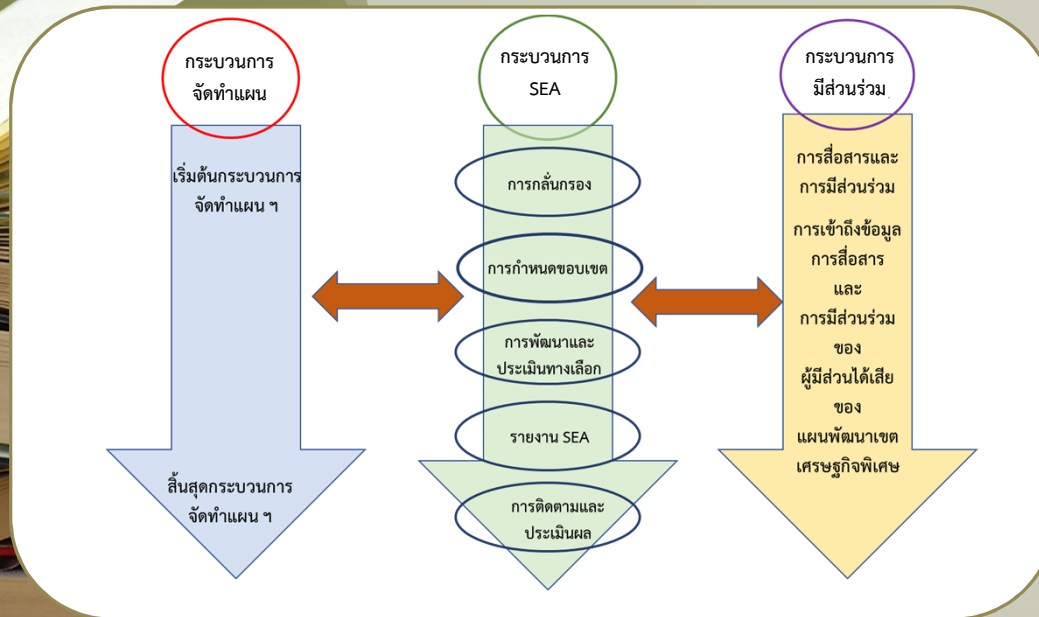 กระบวนการ
จัดทำแผน
เริ่มต้นกระบวนการ
จัดทำแผน ฯ
สิ้นสุดกระบวนการ
จัดทำแผน ฯ
กระบวนการ
SEA
การกลั่นกรอง
การกำหนดขอบเขต
การพัฒนาและ
ประเมินทางเลือก
รายงาน SEA
การติดตามและ
ประเมินผล
กระบวนการ
มีส่วนร่วม
การสื่อสารและ
การมีส่วนร่วม
การเข้าถึงข้อมูล
การสื่อสาร
และ
การมีส่วนร่วม
ของ
ผู้มีส่วนได้เสีย
ของ
แผนพัฒนาเขต
เศรษฐกิจพิเศษ